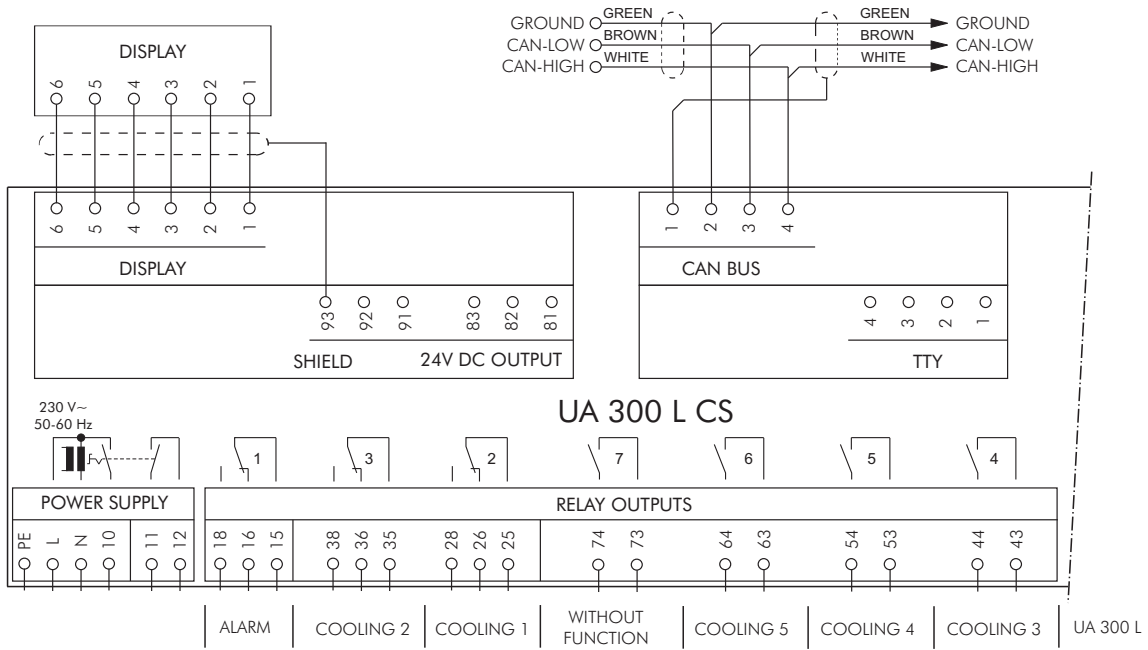 DISPLAY
6 5 4 3 2 1
GROUND GREEN GREEN GROUND
CAN-LOW BROWN BROWN CAN-LOW
CAN-HIGH WHITE WHITE CAN-HIGH
6 5 4 3 2 1
DISPLAY
1 2 3 4
CAN BUS
93 92 91 83 82 81
SHIELD 24V DC OUTPUT
4 3 2 1
TTY
UA 300 L CS
230 V~
50-60 Hz
1 3 2 7 6 5 4
POWER SUPPLY
RELAY OUTPUTS
PE L N 10 11 12 18 16 15 38 36 35 28 26 25 74 73 64 63 54 53 44 43
ALARM
COOLING 2
COOLING 1
WITHOUT
FUNCTION
COOLING 5
COOLING 4
COOLING 3
UA 300 L